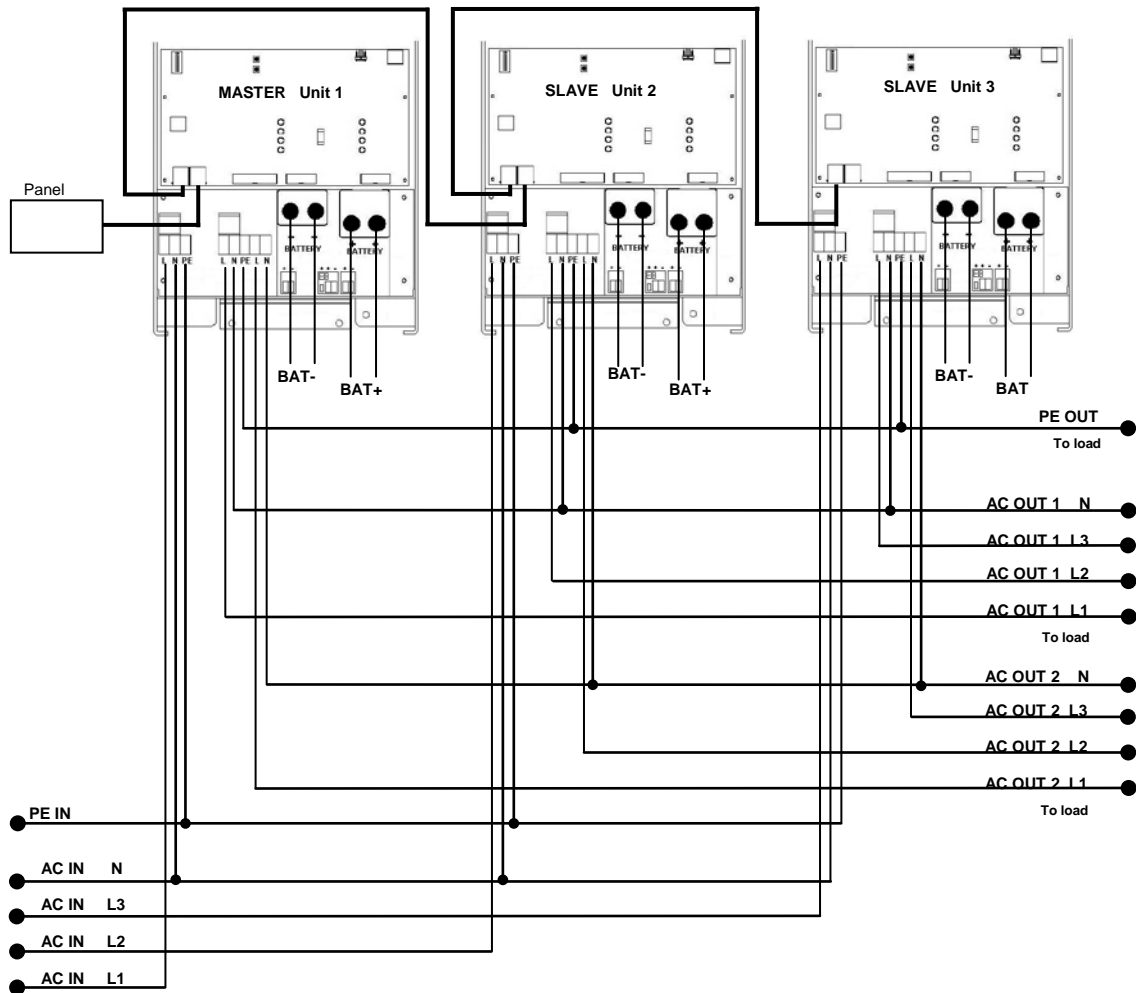 MASTER Unit 1
SLAVE Unit 2
SLAVE Unit 3
Panel
BATTERY BATTERY
BATTERY BATTERY
BATTERY BATTERY
L N PE
L N PE L N
L N PE
L N PE L N
L N PE
L N PE L N
BAT-
BAT+
BAT-
BAT+
BAT-
BAT
PE OUT
To load
AC OUT 1 N
AC OUT 1 L3
AC OUT 1 L2
AC OUT 1 L1
To load
AC OUT 2 N
AC OUT 2 L3
AC OUT 2 L2
AC OUT 2 L1
To load
PE IN
AC IN N
AC IN L3
AC IN L2
AC IN L1